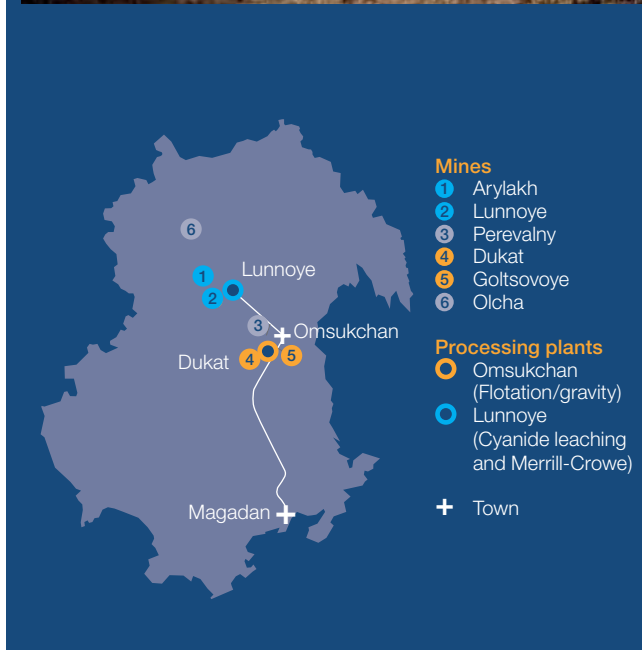 6
1
Lunnoye
2
3
Omsukchan
Dukat
4
5
Magadan
Mines
1 Arylakh
2 Lunnoye
3 Perevalny
4 Dukat
5 Goltsovoye
6 Olcha
Processing plants
Omsukchan
(Flotation/gravity)
Lunnoye
(Cyanide leaching
and Merrill-Crowe)
Town